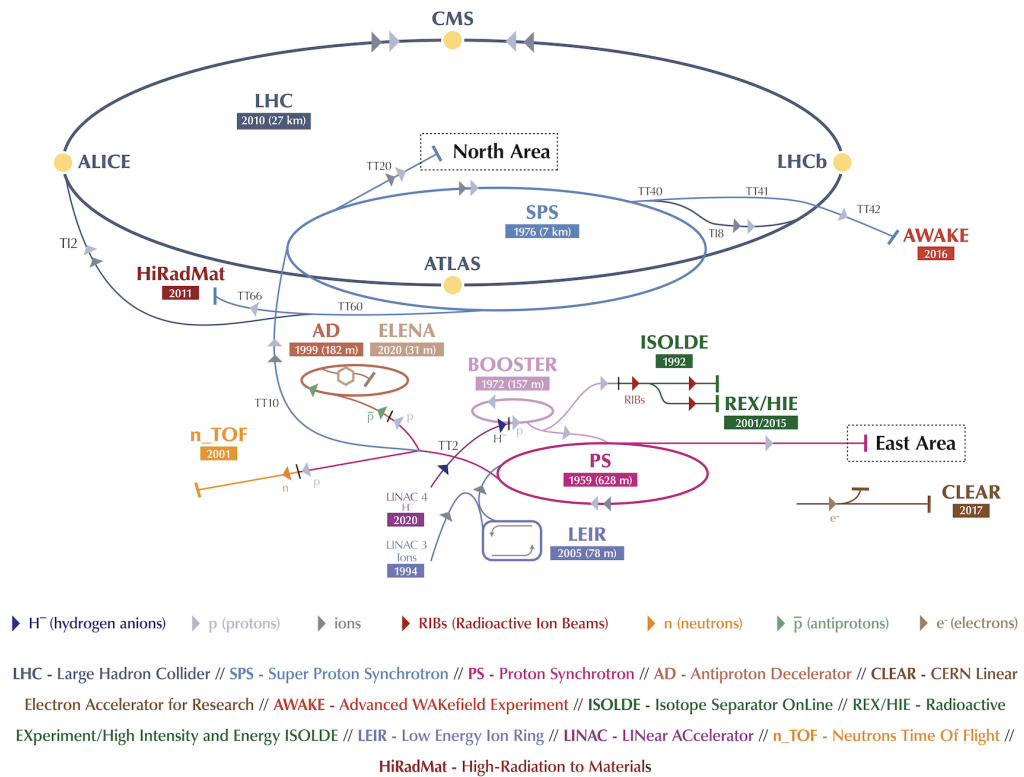 CMS
LHC
2010 (27 km)
ALICE
TT20
North Area
LHCb
TT40
TT41
SPS
1976 (7 km)
TI8
TT42
AWAKE
2016
TI2
ATLAS
HiRadMat
2011
TT66
TT60
AD
1999 (182 m)
ELENA
2020 (31 m)
ISOLDE
1992
BOOSTER
1972 (157 m)
RIBs
REX/HIE
2001/2015
TT10
p̅
p
H⁻
p
n_TOF
2001
TT2
East Area
PS
1959 (628 m)
n
p
LINAC 4
H⁻
2020
CLEAR
2017
e⁻
LINAC 3
Ions
1994
LEIR
2005 (78 m)
H⁻ (hydrogen anions)
p (protons)
ions
RIBs (Radioactive Ion Beams)
n (neutrons)
p̅ (antiprotons)
e⁻ (electrons)
LHC - Large Hadron Collider // SPS - Super Proton Synchrotron // PS - Proton Synchrotron // AD - Antiproton Decelerator // CLEAR - CERN Linear
Electron Accelerator for Research // AWAKE - Advanced WAKefield Experiment // ISOLDE - Isotope Separator OnLine // REX/HIE - Radioactive
EXperiment/High Intensity and Energy ISOLDE // LEIR - Low Energy Ion Ring // LINAC - LINear ACcelerator // n_TOF - Neutrons Time Of Flight //
HiRadMat - High-Radiation to Materials